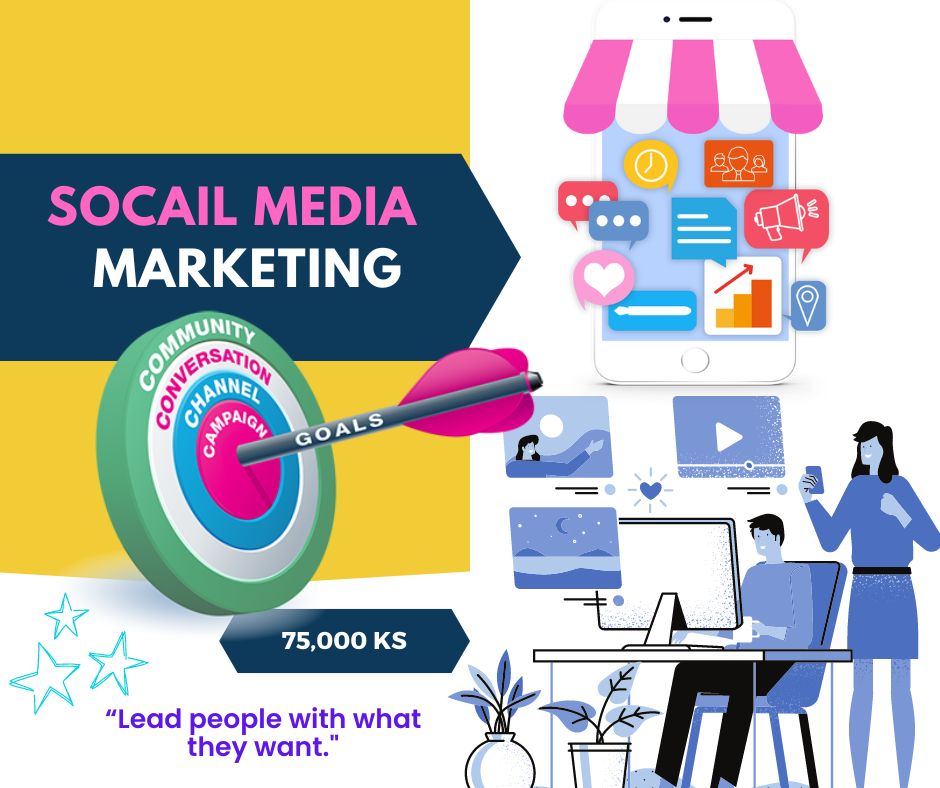 SOCAIL MEDIA
MARKETING
COMMUNITY
CONVERSATION
CHANNEL
CAMPAIGN
GOALS
75,000 KS
“Lead people with what
they want."